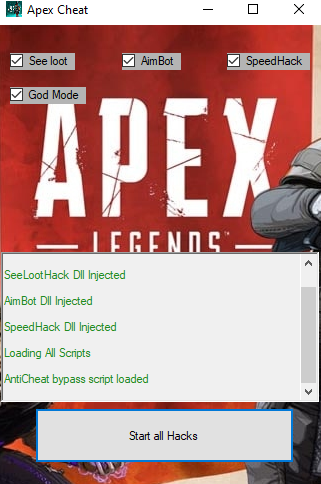 Apex Cheat
See loot AimBot SpeedHack
God Mode
APEX
LEGENDS™
SeeLootHack Dll Injected
AimBot Dll Injected
SpeedHack Dll Injected
Loading All Scripts
AntiCheat bypass script loaded
Start all Hacks